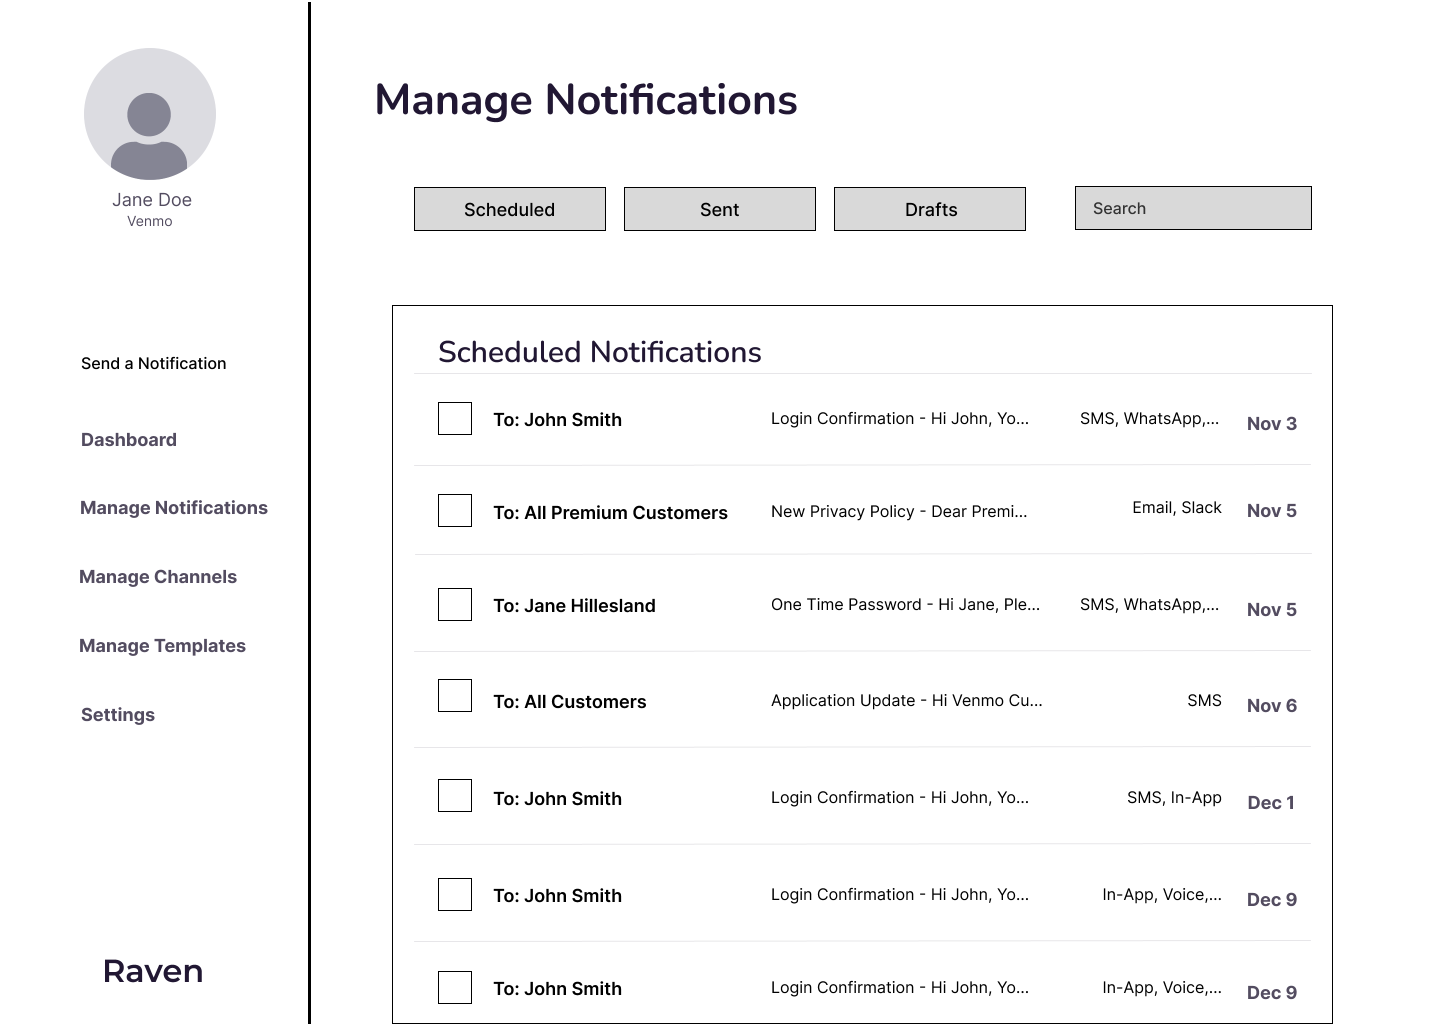 Jane Doe
Venmo
Send a Notification
Dashboard
Manage Notifications
Manage Channels
Manage Templates
Settings
Raven
Manage Notifications
Scheduled
Sent
Drafts
Search
Scheduled Notifications
To: John Smith Login Confirmation - Hi John, Yo... SMS, WhatsApp,... Nov 3
To: All Premium Customers New Privacy Policy - Dear Premi... Email, Slack Nov 5
To: Jane Hillesland One Time Password - Hi Jane, Ple... SMS, WhatsApp,... Nov 5
To: All Customers Application Update - Hi Venmo Cu... SMS Nov 6
To: John Smith Login Confirmation - Hi John, Yo... SMS, In-App Dec 1
To: John Smith Login Confirmation - Hi John, Yo... In-App, Voice,... Dec 9
To: John Smith Login Confirmation - Hi John, Yo... In-App, Voice,... Dec 9